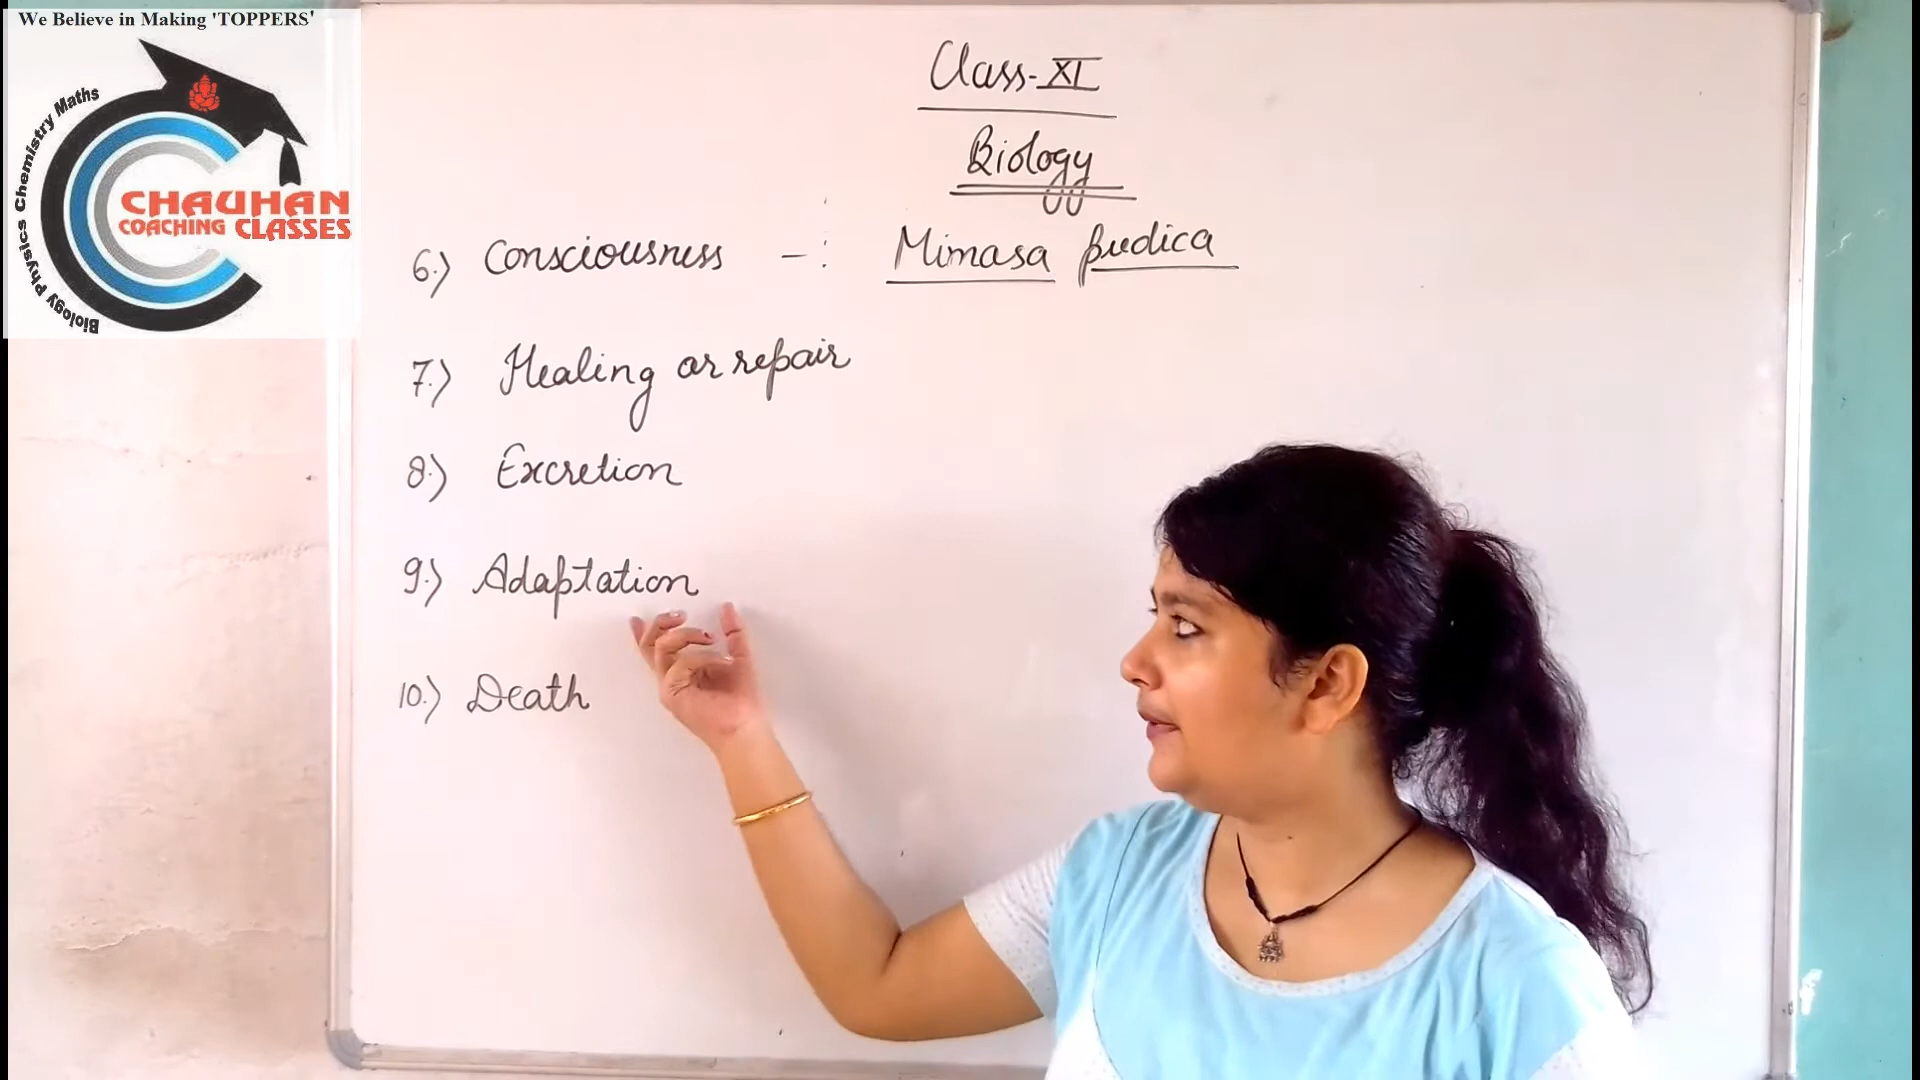 We Believe in Making 'TOPPERS'
Biology Physics Chemistry Maths
CHAUHAN
COACHING CLASSES
Class-XI
Biology
6.) Consciousness -: Mimasa pudica
7.) Healing or repair
8.) Excretion
9.) Adaptation
10.) Death